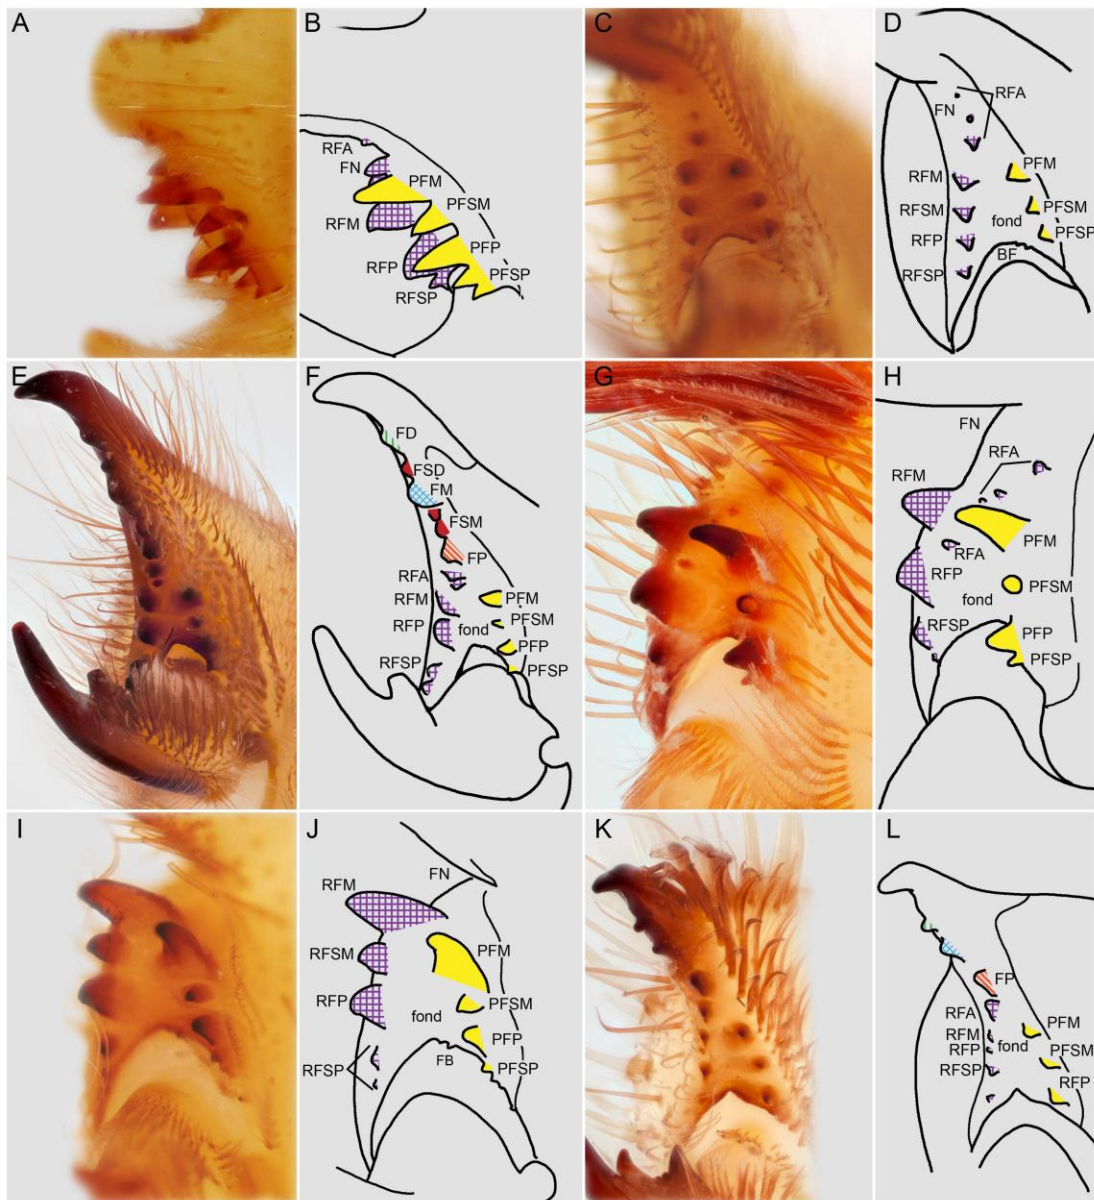 A
B
RFA
FN
PFM
PFSM
RFM
PFP
RFP
PFSP
RFSP
C
D
RFA
FN
PFM
RFM
PFSM
RFSM
fond
PFSP
RFP
BF
RFSP
E
F
FD
FSD
FM
FSM
FP
RFA
PFM
RFM
PFSM
RFP
fond
PFP
RFSP
PFSP
G
H
FN
RFA
RFM
PFM
RFA
RFP
PFSM
fond
RFSP
PFP
PFSP
I
J
FN
RFM
PFM
RFSM
PFSM
RFP
fond
PFP
FB
PFSP
RFSP
K
L
FP
RFA
PFM
RFM
fond
RFP
PFSM
RFSP
RFP